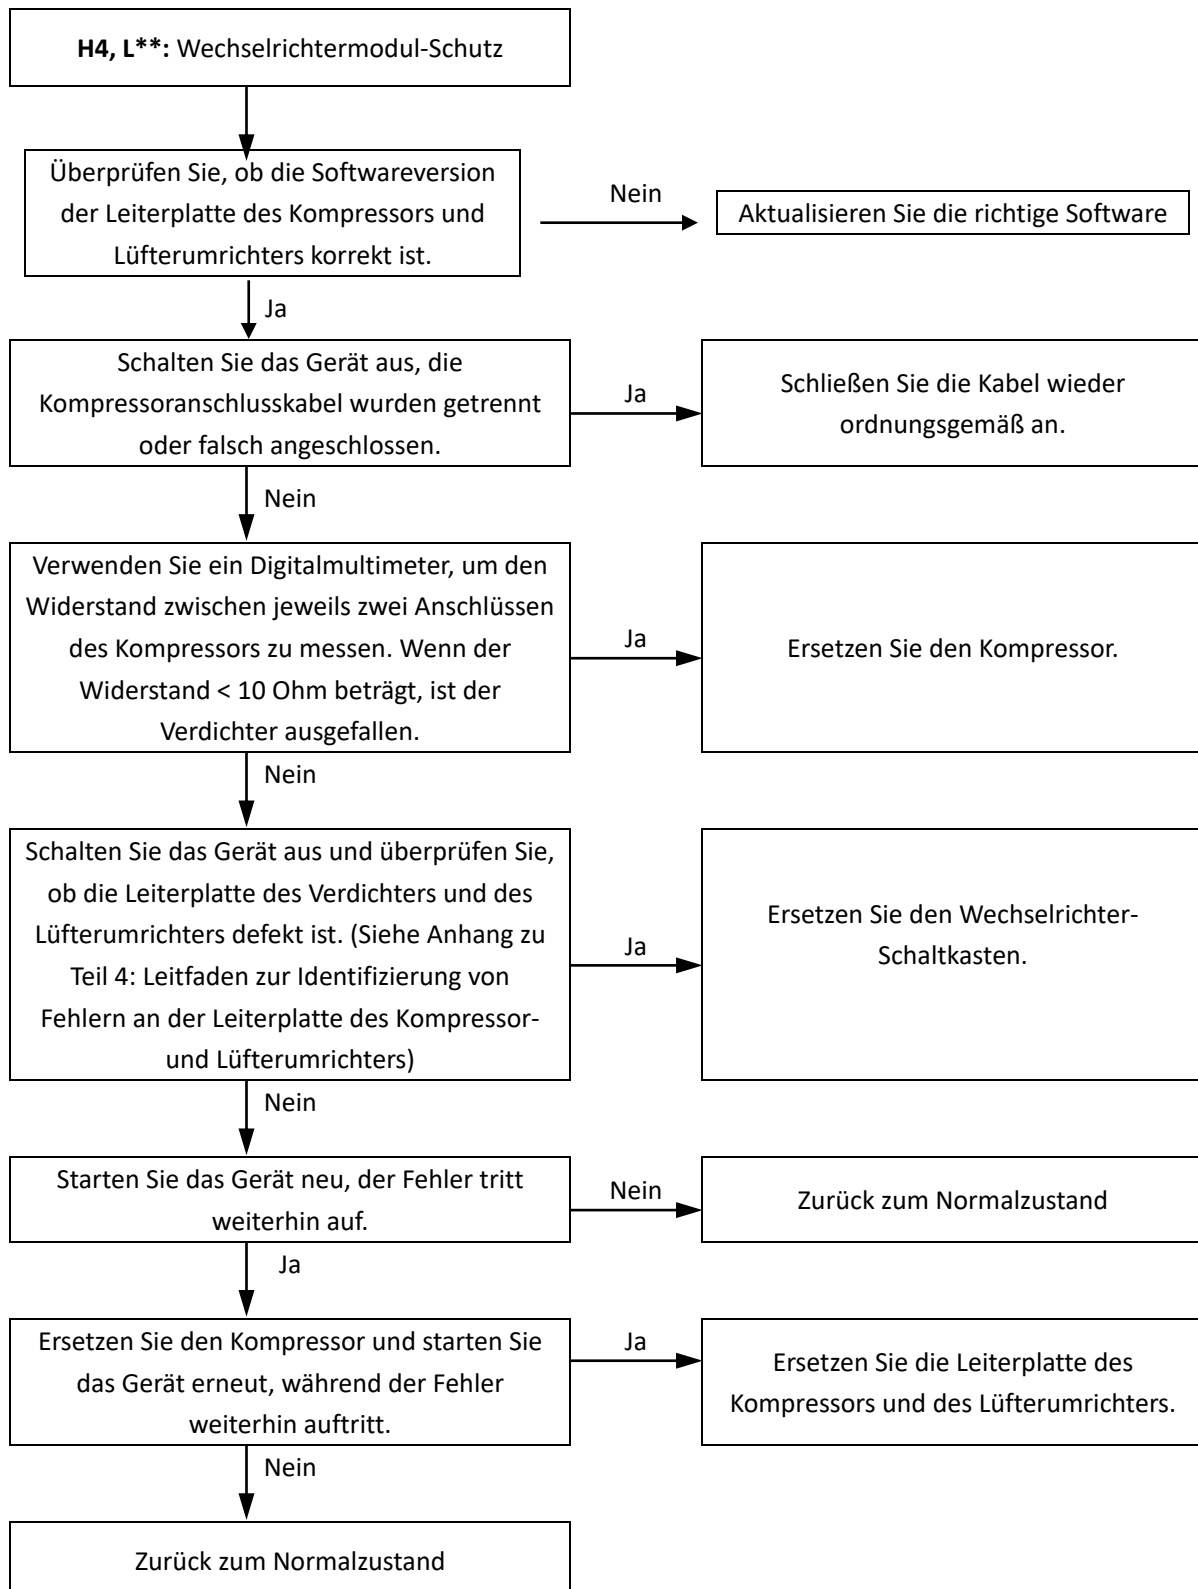 H4, L**: Wechselrichtermodul-Schutz
Überprüfen Sie, ob die Softwareversion
der Leiterplatte des Kompressors und
Lüfterumrichters korrekt ist.
Nein
Aktualisieren Sie die richtige Software
Ja
Schalten Sie das Gerät aus, die
Kompressoranschlusskabel wurden getrennt
oder falsch angeschlossen.
Ja
Schließen Sie die Kabel wieder
ordnungsgemäß an.
Nein
Verwenden Sie ein Digitalmultimeter, um den
Widerstand zwischen jeweils zwei Anschlüssen
des Kompressors zu messen. Wenn der
Widerstand < 10 Ohm beträgt, ist der
Verdichter ausgefallen.
Ja
Ersetzen Sie den Kompressor.
Nein
Schalten Sie das Gerät aus und überprüfen Sie,
ob die Leiterplatte des Verdichters und des
Lüfterumrichters defekt ist. (Siehe Anhang zu
Teil 4: Leitfaden zur Identifizierung von
Fehlern an der Leiterplatte des Kompressor-
und Lüfterumrichters)
Ja
Ersetzen Sie den Wechselrichter-
Schaltkasten.
Nein
Starten Sie das Gerät neu, der Fehler tritt
weiterhin auf.
Nein
Zurück zum Normalzustand
Ja
Ersetzen Sie den Kompressor und starten Sie
das Gerät erneut, während der Fehler
weiterhin auftritt.
Ja
Ersetzen Sie die Leiterplatte des
Kompressors und des Lüfterumrichters.
Nein
Zurück zum Normalzustand